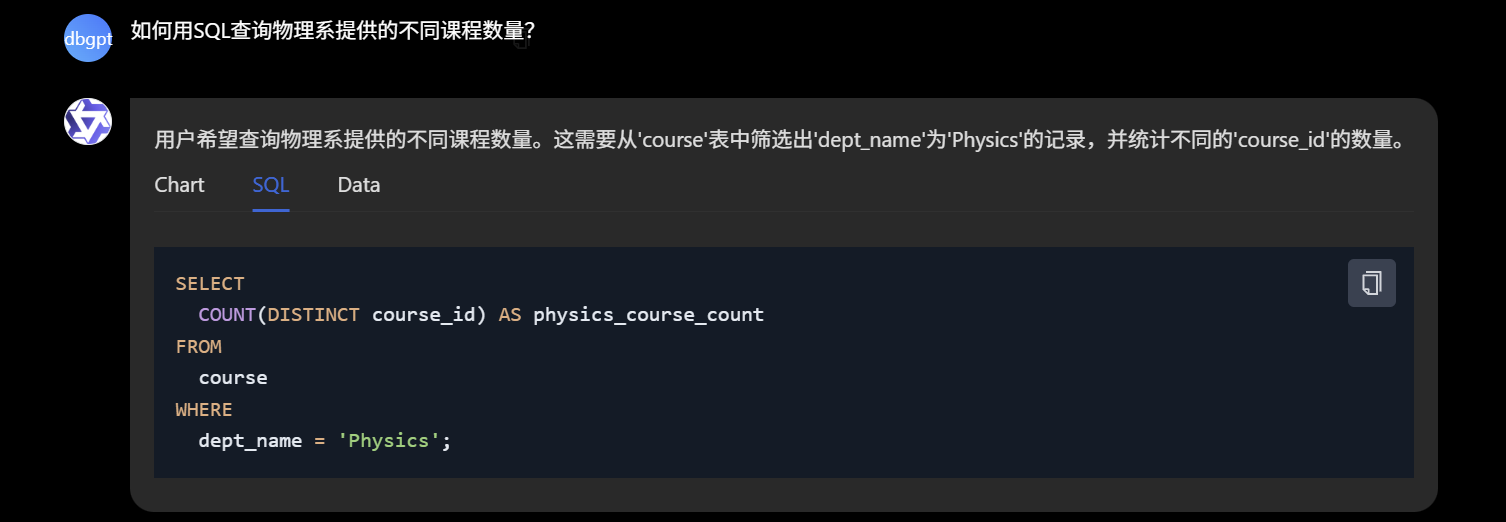 dbgpt
如何用SQL查询物理系提供的不同课程数量？
用户希望查询物理系提供的不同课程数量。这需要从'course'表中筛选出'dept_name'为'Physics'的记录，并统计不同的'course_id'的数量。
Chart SQL Data
SELECT
  COUNT(DISTINCT course_id) AS physics_course_count
FROM
  course
WHERE
  dept_name = 'Physics';